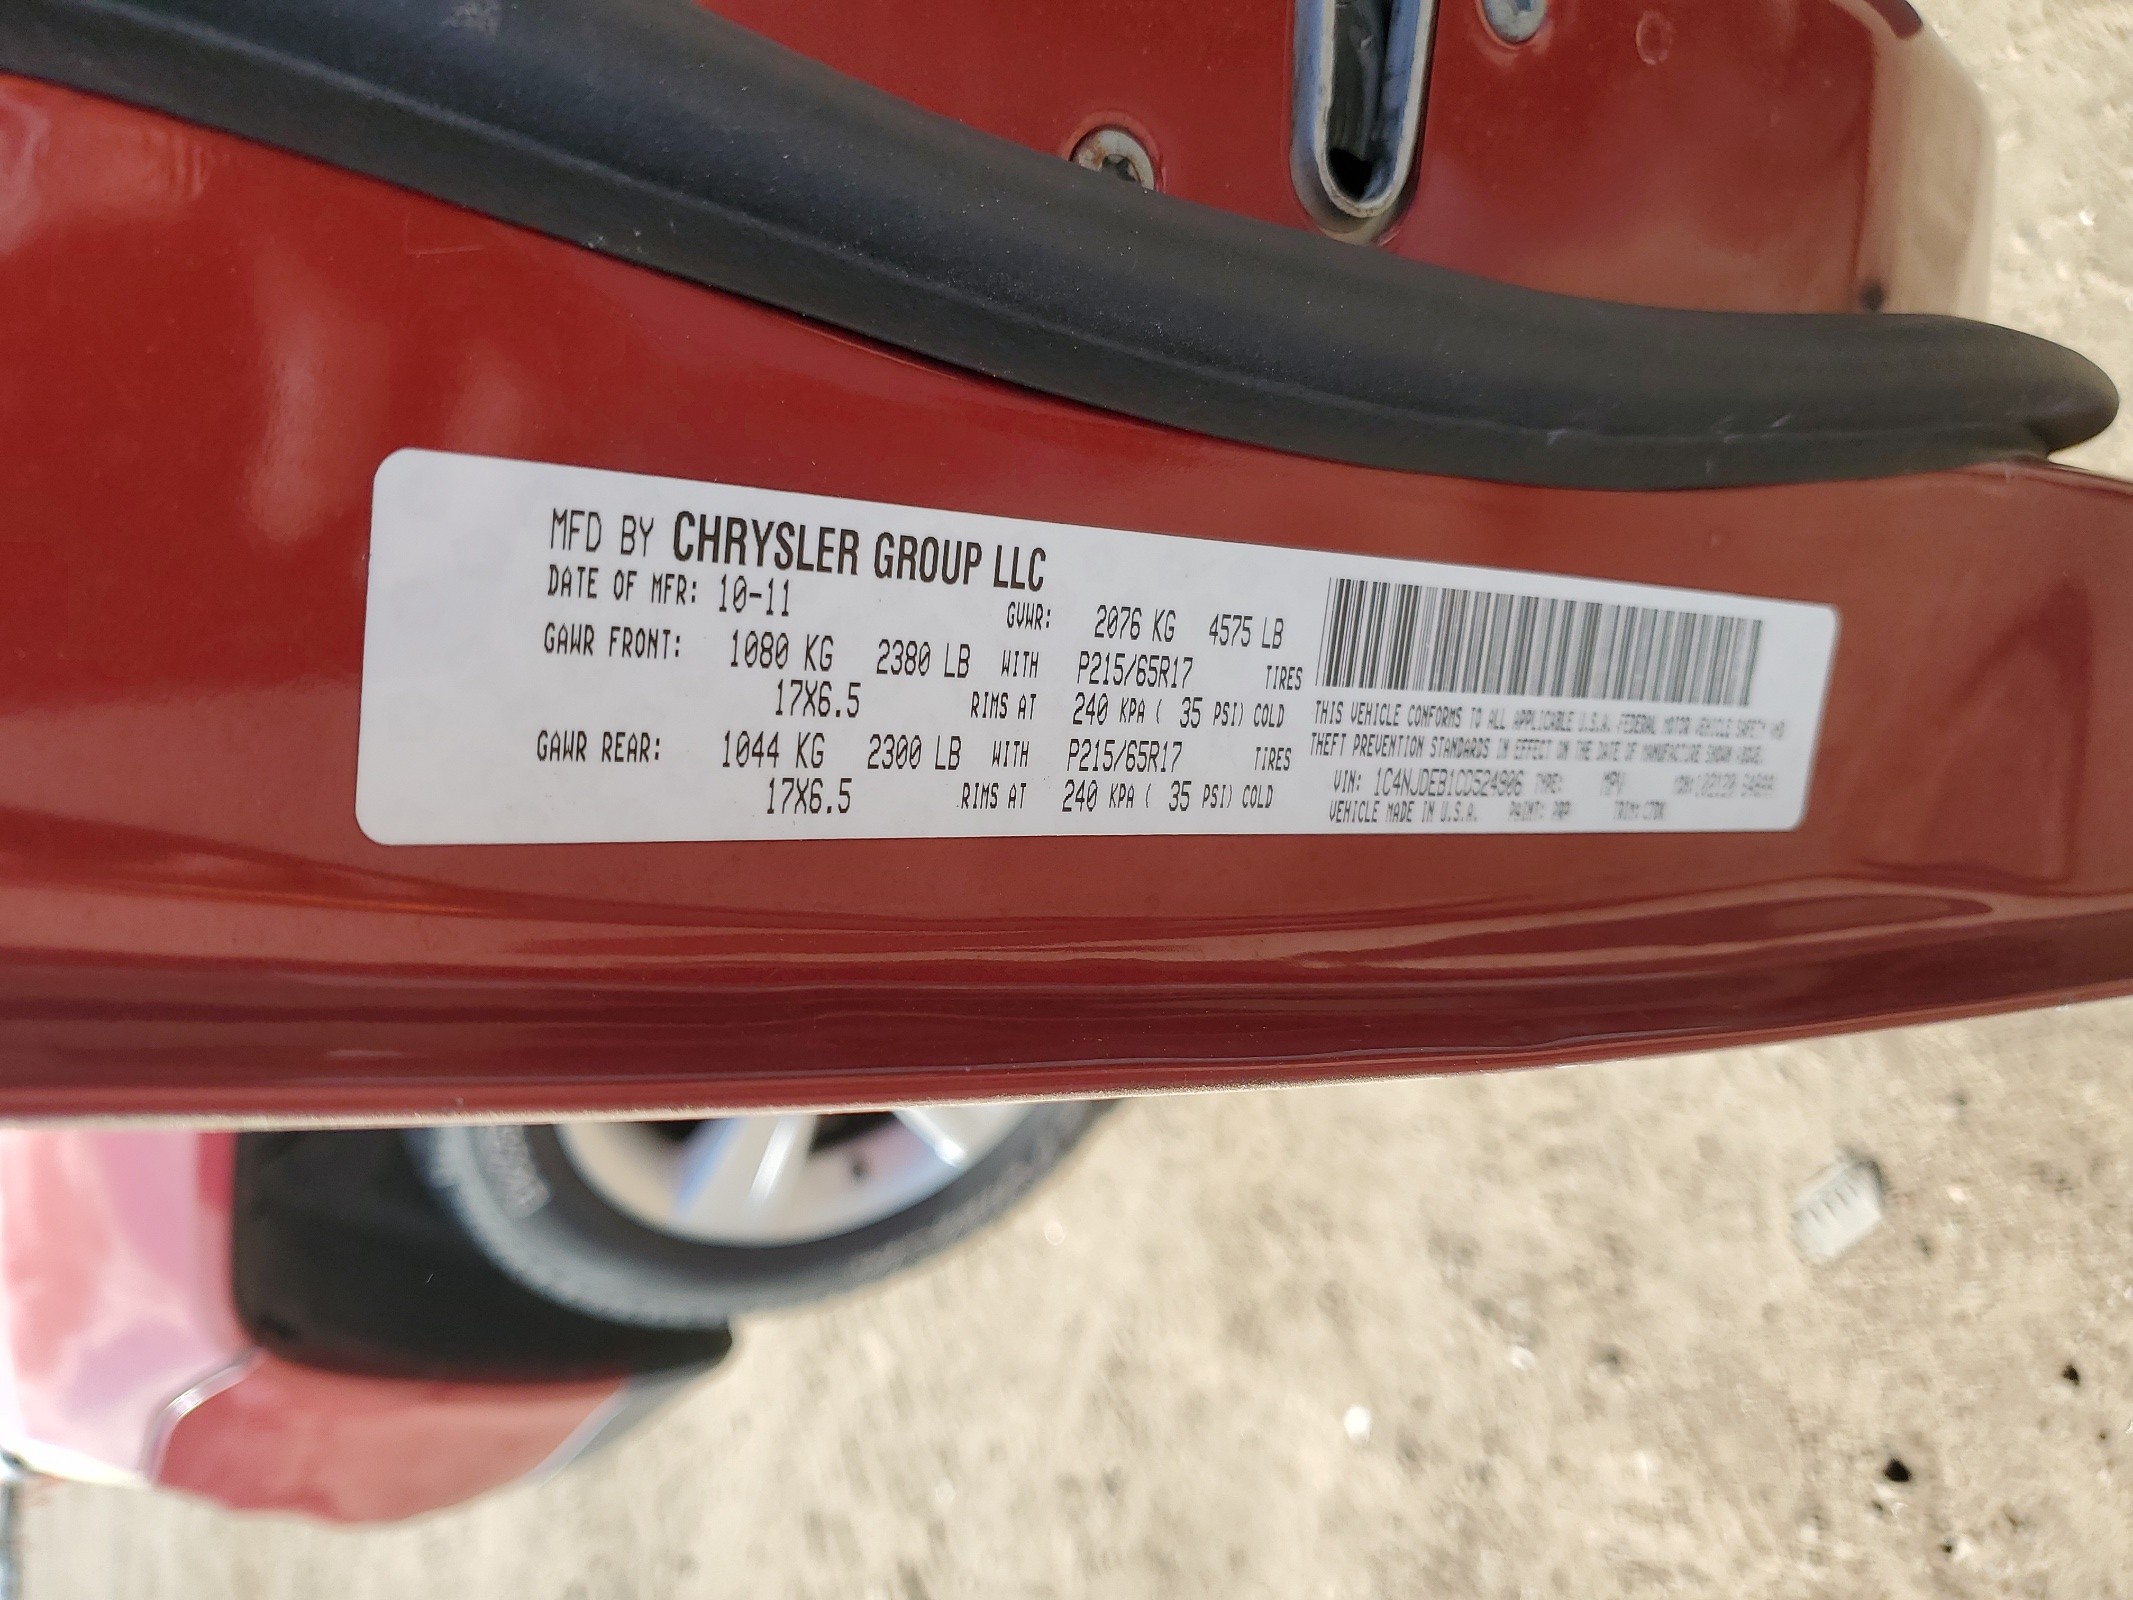 MFD BY CHRYSLER GROUP LLC
DATE OF MFR: 10-11 GVWR: 2076 KG 4575 LB
GAWR FRONT: 1080 KG 2380 LB WITH P215/65R17 TIRES
17X6.5 RIMS AT 240 KPA ( 35 PSI) COLD
GAWR REAR: 1044 KG 2300 LB WITH P215/65R17 TIRES
17X6.5 RIMS AT 240 KPA ( 35 PSI) COLD
THIS VEHICLE CONFORMS TO ALL APPLICABLE U.S.A. FEDERAL MOTOR VEHICLE SAFETY AND
THEFT PREVENTION STANDARDS IN EFFECT ON THE DATE OF MANUFACTURE SHOWN ABOVE.
VIN: 1C4NJDEB1CD524906 TYPE: MPV MDH:
VEHICLE MADE IN U.S.A. PAINT: PRP TRIM: